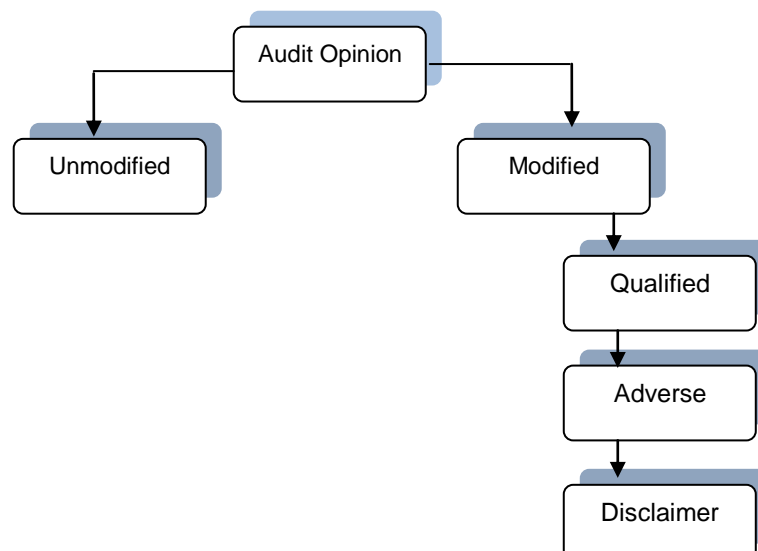 Audit Opinion
Unmodified
Modified
Qualified
Adverse
Disclaimer